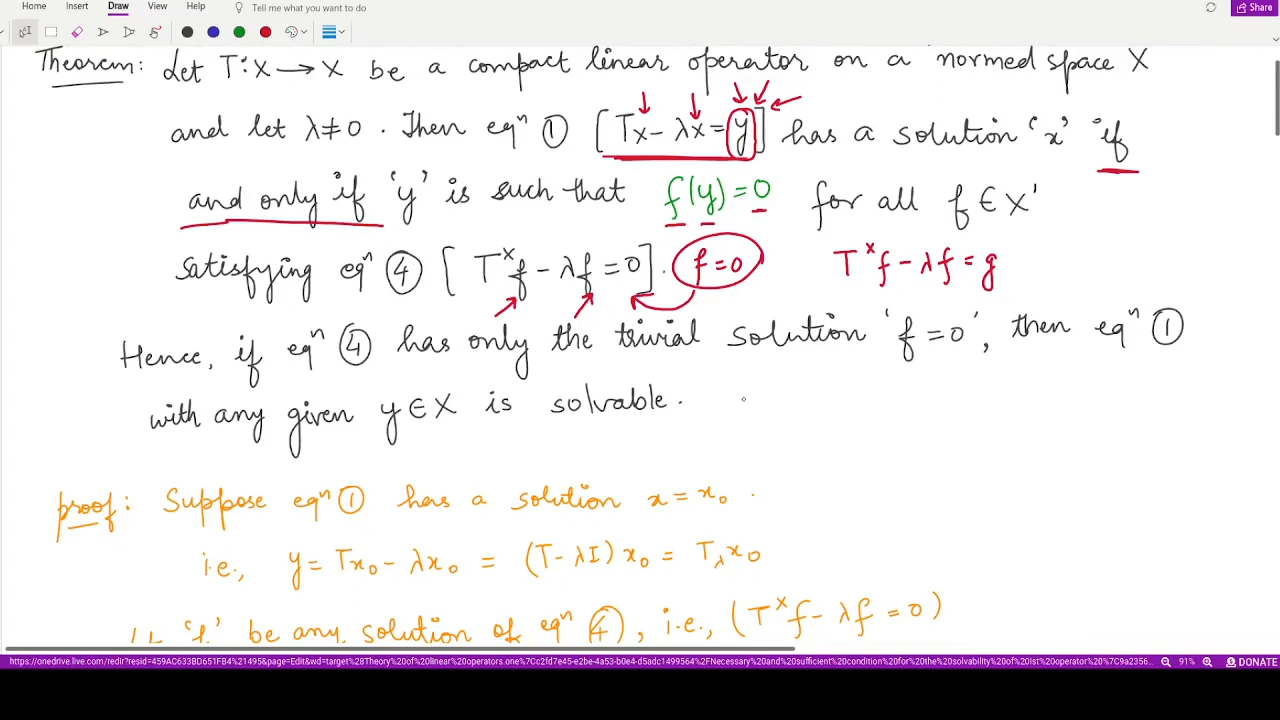 Home Insert Draw View Help Tell me what you want to do Share
Theorem: Let T: X → X be a compact linear operator on a normed space X
and let λ ≠ 0. Then eqⁿ ① [Tx - λx = y] has a solution 'x' if
and only if 'y' is such that f(y) = 0 for all f ∈ X'
satisfying eqⁿ ④ [T˟f - λf = 0]. f = 0 T˟f - λf = g
Hence, if eqⁿ ④ has only the trivial solution 'f = 0', then eqⁿ ①
with any given y ∈ X is solvable.
proof: Suppose eqⁿ ① has a solution x = x₀.
i.e., y = Tx₀ - λx₀ = (T - λI) x₀ = T_λ x₀
be any solution of eqⁿ ④, i.e., (T˟f - λf = 0)
91% DONATE